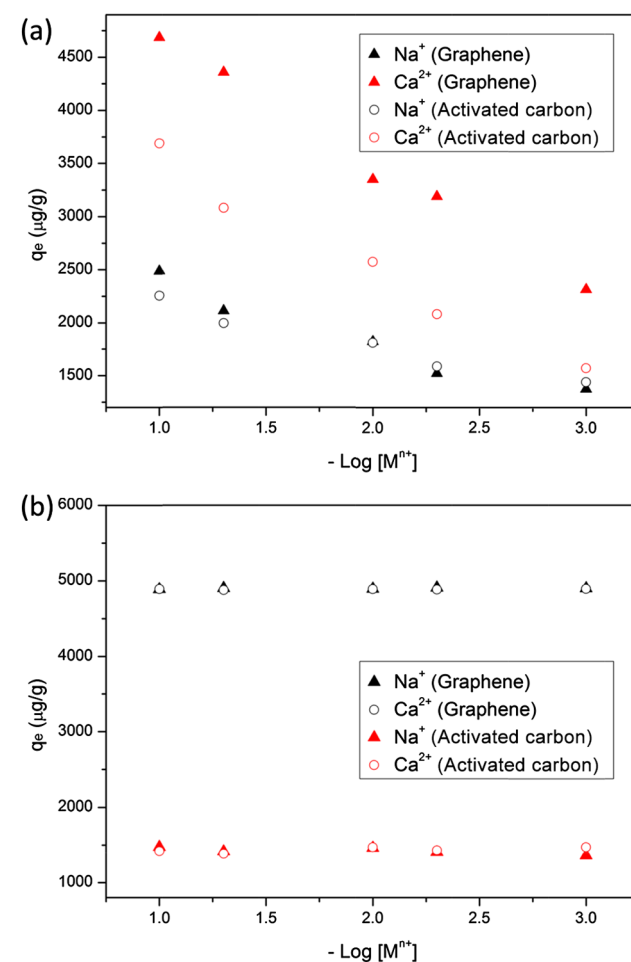 (a)
4500
4000
3500
3000
2500
2000
1500
qe (μg/g)
Na⁺ (Graphene)
Ca²⁺ (Graphene)
Na⁺ (Activated carbon)
Ca²⁺ (Activated carbon)
1.0 1.5 2.0 2.5 3.0
- Log [Mⁿ⁺]
(b)
6000
5000
4000
3000
2000
1000
qe (μg/g)
Na⁺ (Graphene)
Ca²⁺ (Graphene)
Na⁺ (Activated carbon)
Ca²⁺ (Activated carbon)
1.0 1.5 2.0 2.5 3.0
- Log [Mⁿ⁺]